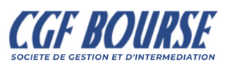 CGF BOURSE
SOCIETE DE GESTION ET D'INTERMEDIATION